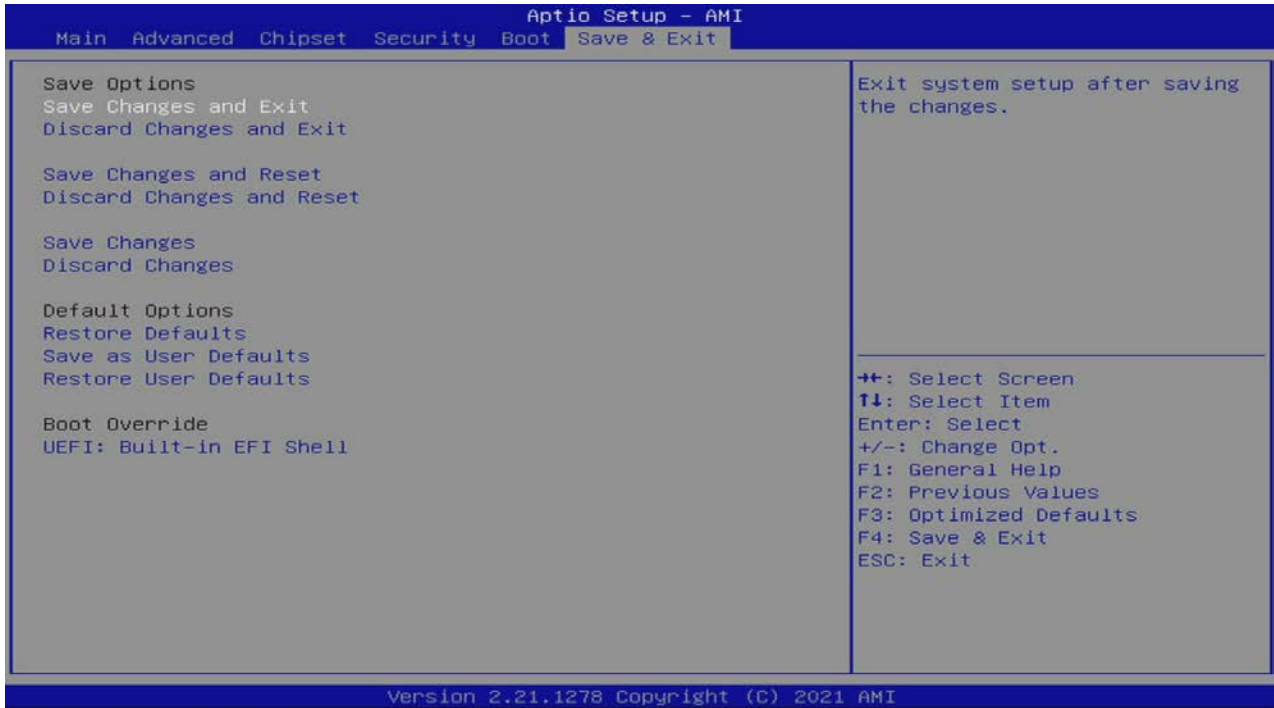 Aptio Setup – AMI
Main Advanced Chipset Security Boot Save & Exit
Save Options
Save Changes and Exit
Discard Changes and Exit
Save Changes and Reset
Discard Changes and Reset
Save Changes
Discard Changes
Default Options
Restore Defaults
Save as User Defaults
Restore User Defaults
Boot Override
UEFI: Built-in EFI Shell
Exit system setup after saving
the changes.
→←: Select Screen
↑↓: Select Item
Enter: Select
+/-: Change Opt.
F1: General Help
F2: Previous Values
F3: Optimized Defaults
F4: Save & Exit
ESC: Exit
Version 2.21.1278 Copyright (C) 2021 AMI